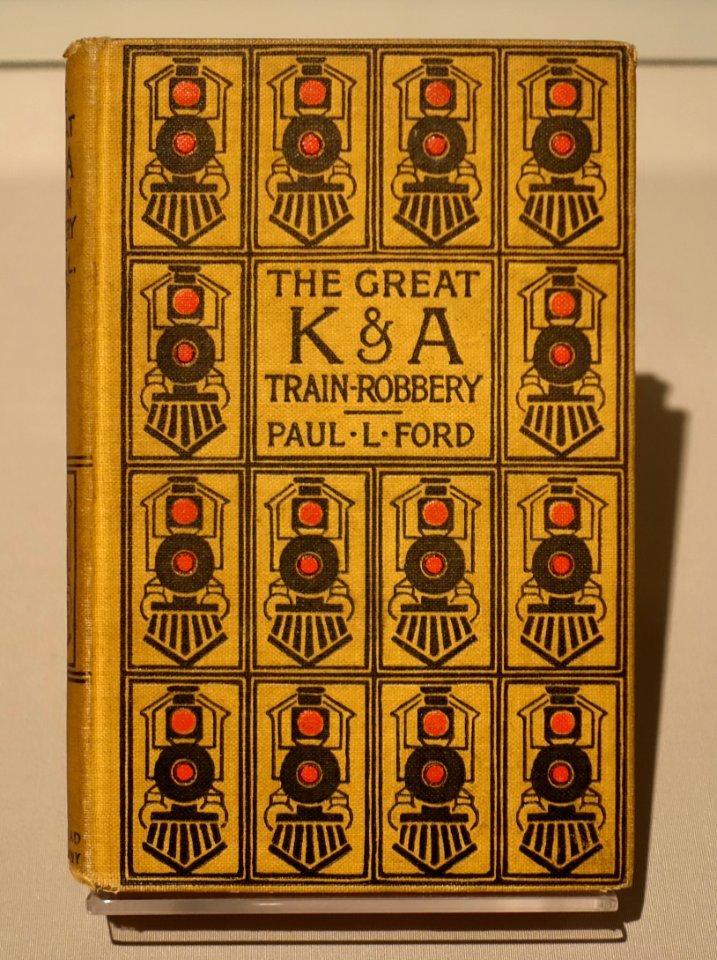 THE GREAT
K & A
TRAIN-ROBBERY
PAUL·L·FORD